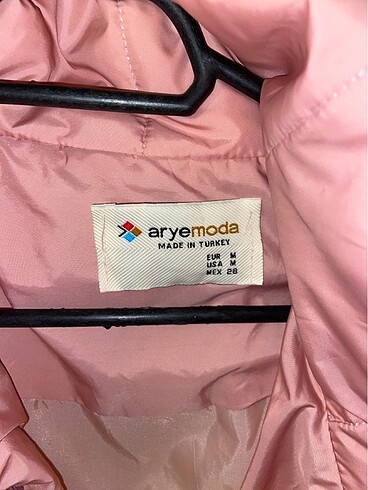 aryemoda
MADE IN TURKEY
EUR M
USA M
MEX 28